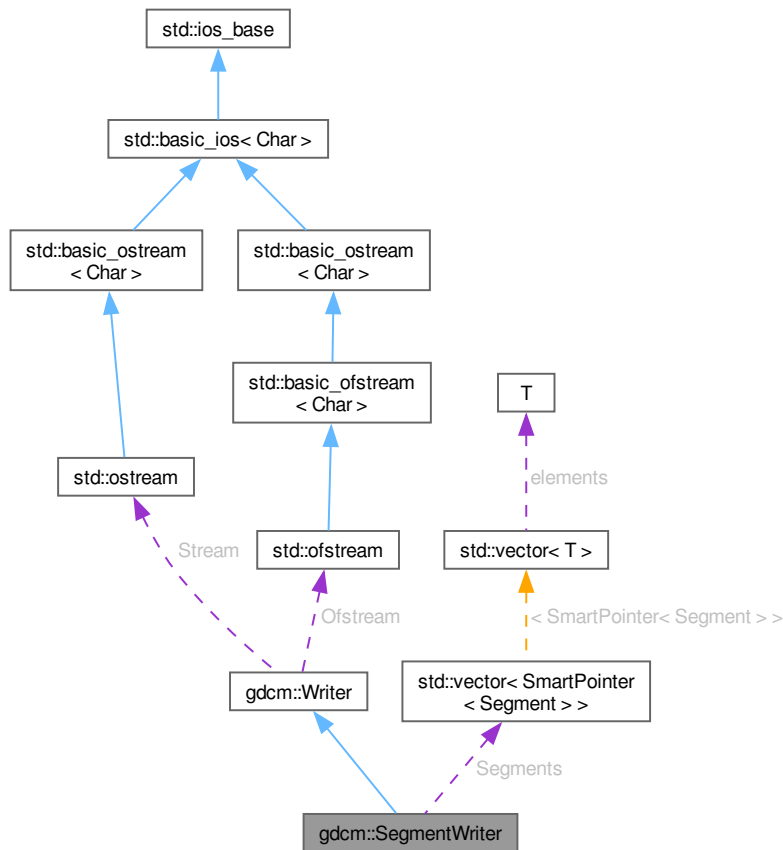 std::ios_base
std::basic_ios< Char >
std::basic_ostream
< Char >
std::basic_ostream
< Char >
std::basic_ofstream
< Char >
T
elements
std::ostream
Stream
std::ofstream
std::vector< T >
Ofstream
< SmartPointer< Segment > >
gdcm::Writer
std::vector< SmartPointer
< Segment > >
Segments
gdcm::SegmentWriter